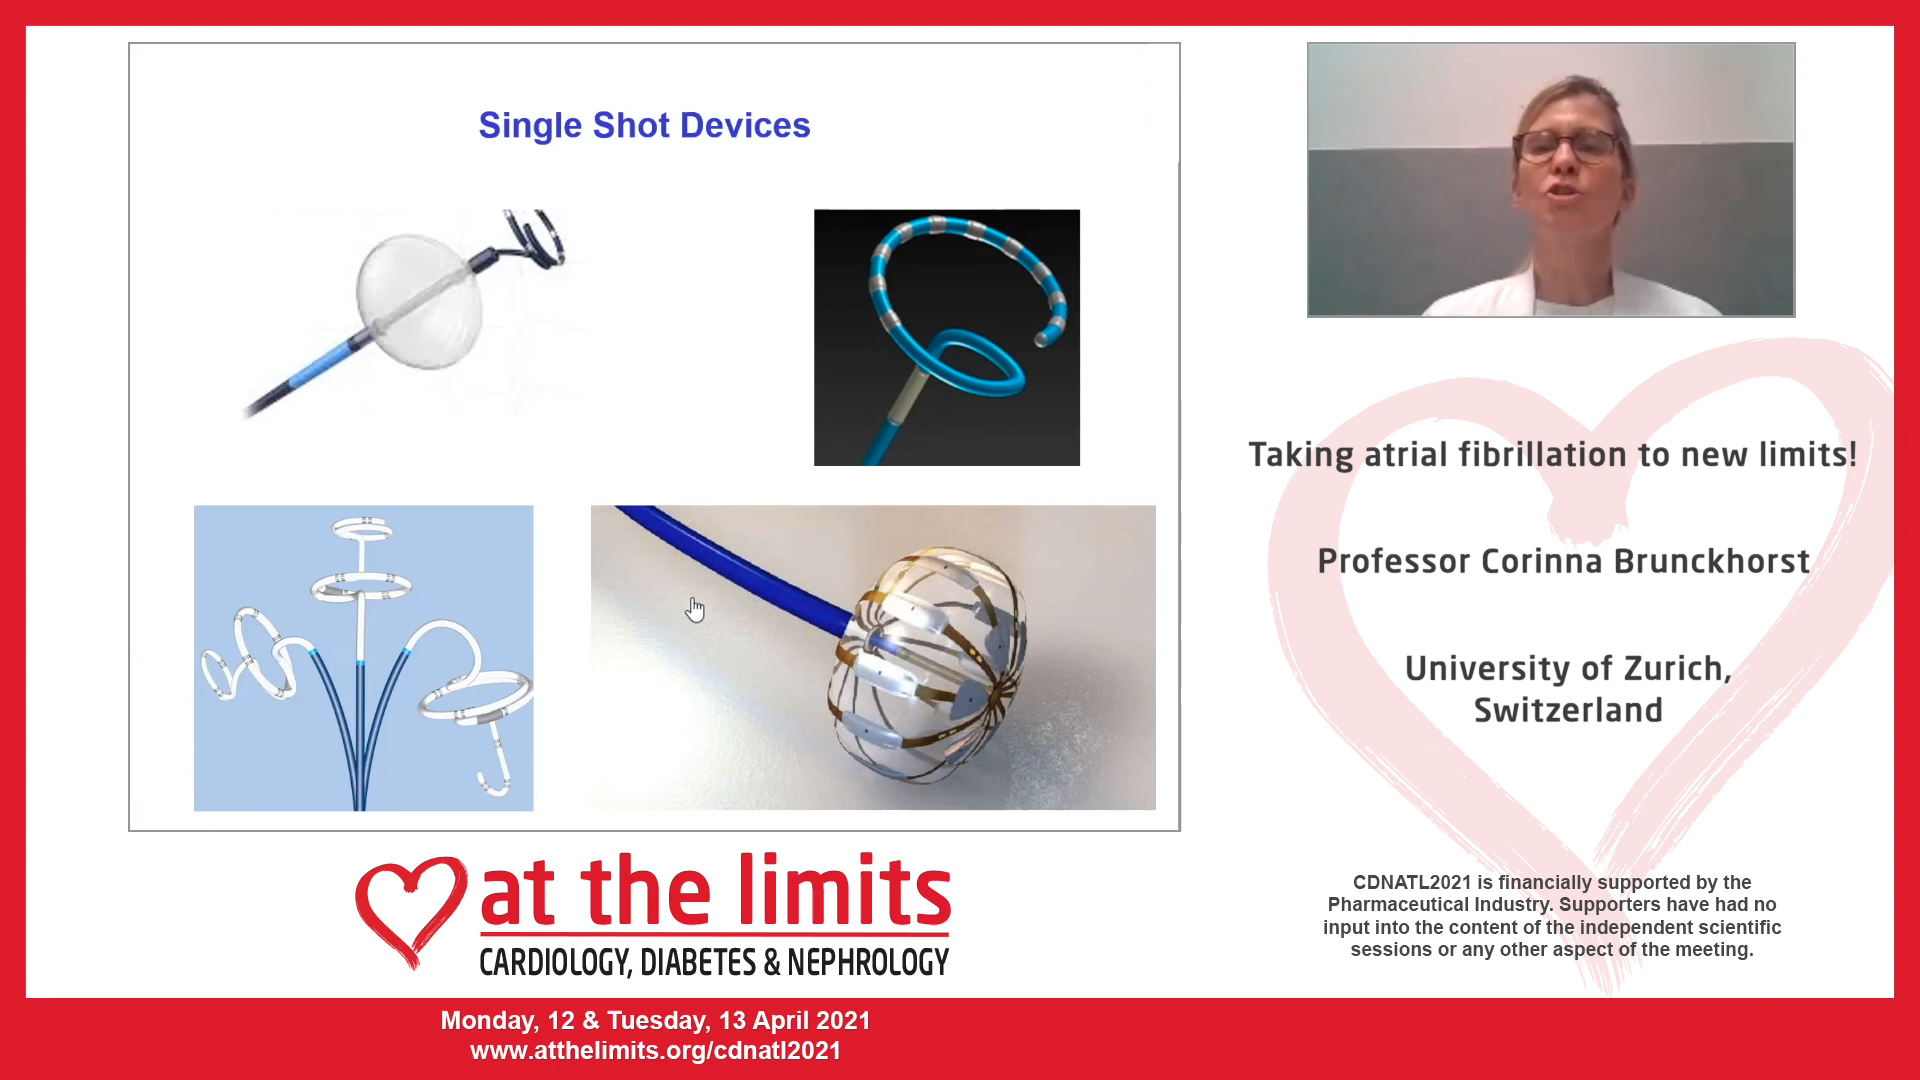 Single Shot Devices
Taking atrial fibrillation to new limits!
Professor Corinna Brunckhorst
University of Zurich,
Switzerland
CDNATL2021 is financially supported by the
Pharmaceutical Industry. Supporters have had no
input into the content of the independent scientific
sessions or any other aspect of the meeting.
at the limits
CARDIOLOGY, DIABETES & NEPHROLOGY
Monday, 12 & Tuesday, 13 April 2021
www.atthelimits.org/cdnatl2021